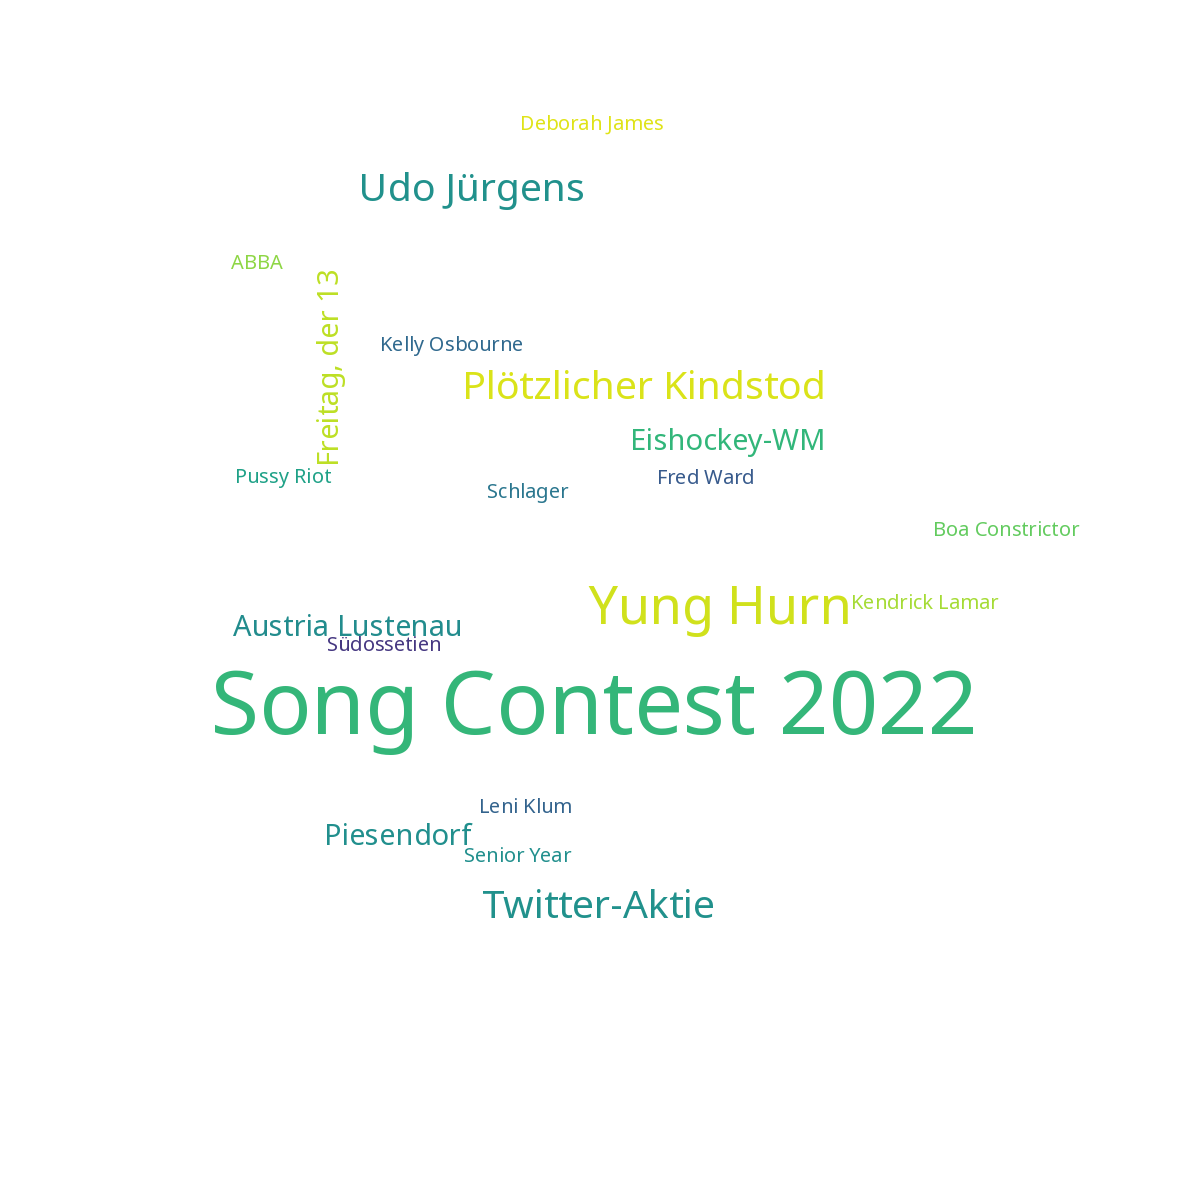 Deborah James
Udo Jürgens
ABBA
Freitag, der 13
Kelly Osbourne
Plötzlicher Kindstod
Eishockey-WM
Pussy Riot
Schlager
Fred Ward
Boa Constrictor
Yung Hurn
Kendrick Lamar
Austria Lustenau
Südossetien
Song Contest 2022
Leni Klum
Piesendorf
Senior Year
Twitter-Aktie